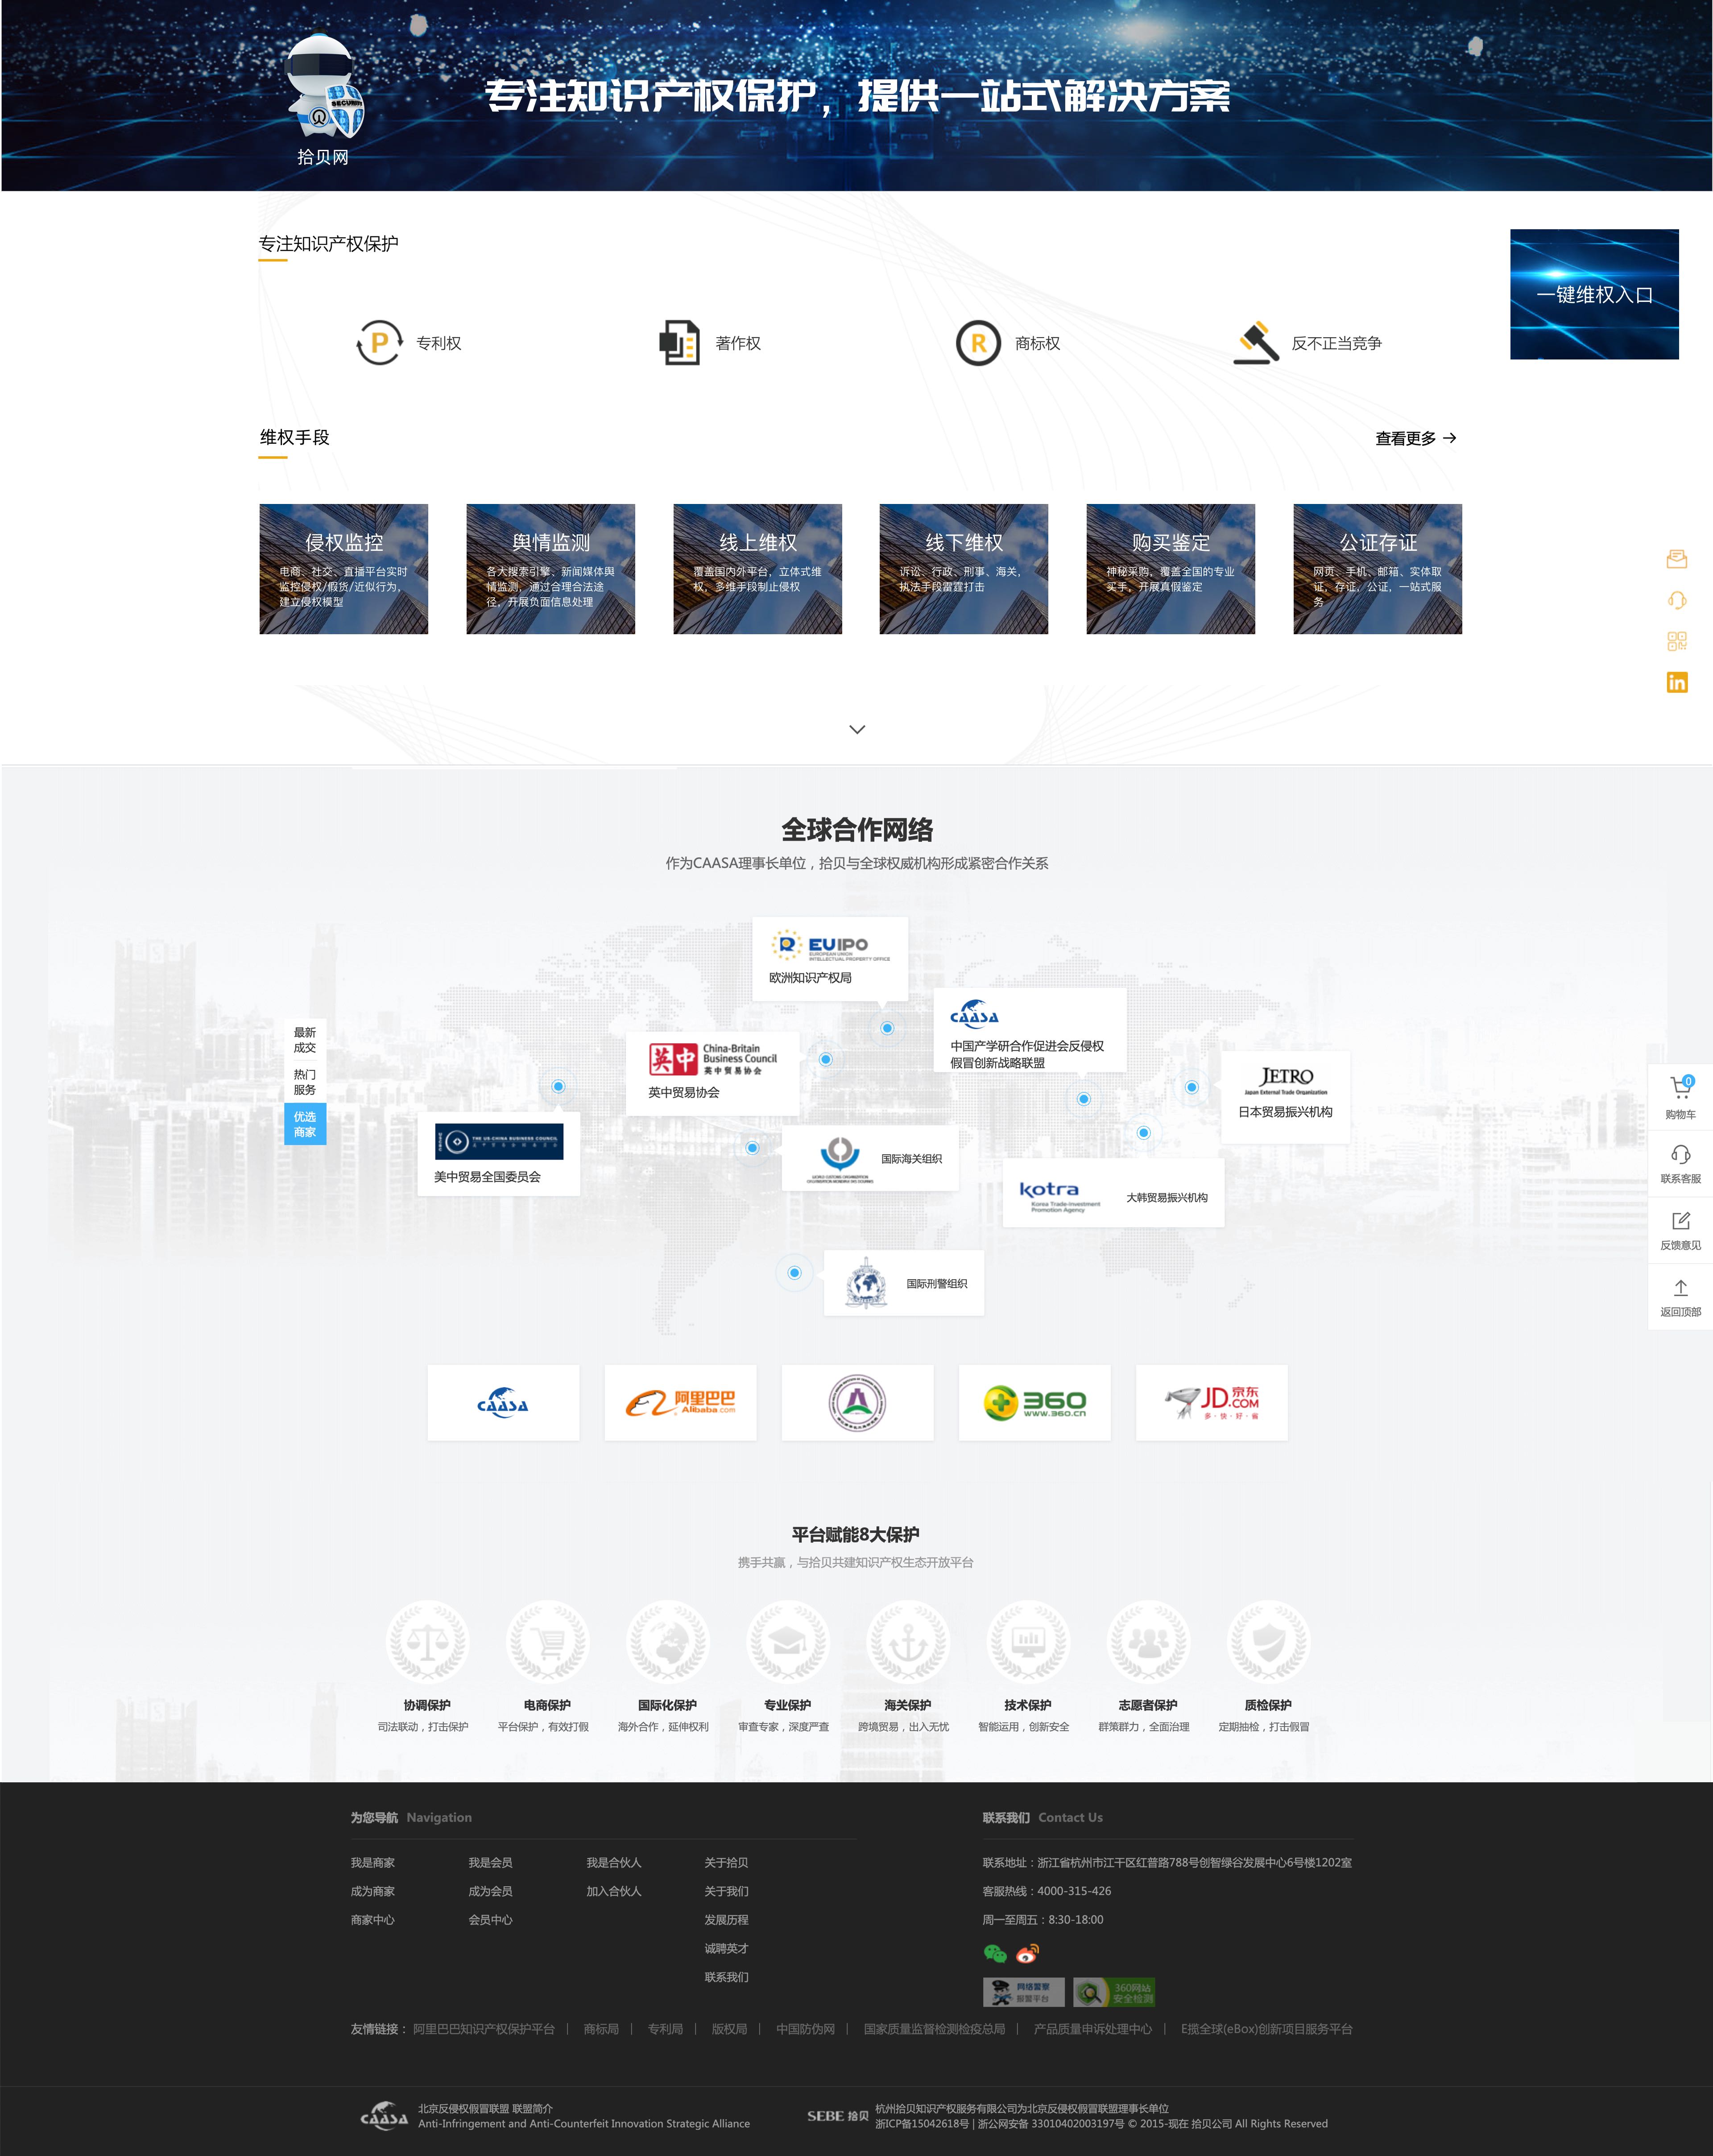 专注知识产权保护，提供一站式解决方案
SECURITY
拾贝网
专注知识产权保护
一键维权入口
P
专利权
著作权
R
商标权
反不正当竞争
维权手段
查看更多
侵权监控
电商、社交、直播平台实时
监控侵权/假货/近似行为，
建立侵权模型
舆情监测
各大搜索引擎、新闻媒体舆
情监测，通过合理合法途
径，开展负面信息处理
线上维权
覆盖国内外平台，立体式维
权，多维手段制止侵权
线下维权
诉讼、行政、刑事、海关，
执法手段雷霆打击
购买鉴定
神秘采购，覆盖全国的专业
买手，开展真假鉴定
公证存证
网页、手机、邮箱、实体取
证，存证，公证，一站式服
务
in
全球合作网络
作为CAASA理事长单位，拾贝与全球权威机构形成紧密合作关系
EUIPO
EUROPEAN UNION
INTELLECTUAL PROPERTY OFFICE
欧洲知识产权局
CAASA
中国产学研合作促进会反侵权
假冒创新战略联盟
最新
成交
热门
服务
优选
商家
英中
China-Britain
Business Council
英中贸易协会
英中贸易协会
JETRO
Japan External Trade Organization
日本贸易振兴机构
THE US-CHINA BUSINESS COUNCIL
美中贸易全国委员会
国际海关组织
kotra
Korea Trade-Investment
Promotion Agency
大韩贸易振兴机构
国际刑警组织
0
购物车
联系客服
反馈意见
返回顶部
CAASA
阿里巴巴
Alibaba.com
360
www.360.cn
JD.COM
京东
多·快·好·省
平台赋能8大保护
携手共赢，与拾贝共建知识产权生态开放平台
协调保护
司法联动，打击保护
电商保护
平台保护，有效打假
国际化保护
海外合作，延伸权利
专业保护
审查专家，深度严查
海关保护
跨境贸易，出入无忧
技术保护
智能运用，创新安全
志愿者保护
群策群力，全面治理
质检保护
定期抽检，打击假冒
为您导航 Navigation
我是商家 我是会员 我是合伙人 关于拾贝
成为商家 成为会员 加入合伙人 关于我们
商家中心 会员中心 发展历程
诚聘英才
联系我们
联系我们 Contact Us
联系地址：浙江省杭州市江干区红普路788号创智绿谷发展中心6号楼1202室
客服热线：4000-315-426
周一至周五：8:30-18:00
网络警察
报警平台
360网站
安全检测
友情链接： 阿里巴巴知识产权保护平台 | 商标局 | 专利局 | 版权局 | 中国防伪网 | 国家质量监督检测检疫总局 | 产品质量申诉处理中心 | E揽全球(eBox)创新项目服务平台
CAASA
北京反侵权假冒联盟 联盟简介
Anti-Infringement and Anti-Counterfeit Innovation Strategic Alliance
SEBE 拾贝
杭州拾贝知识产权服务有限公司为北京反侵权假冒联盟理事长单位
浙ICP备15042618号 | 浙公网安备 33010402003197号 © 2015-现在 拾贝公司 All Rights Reserved